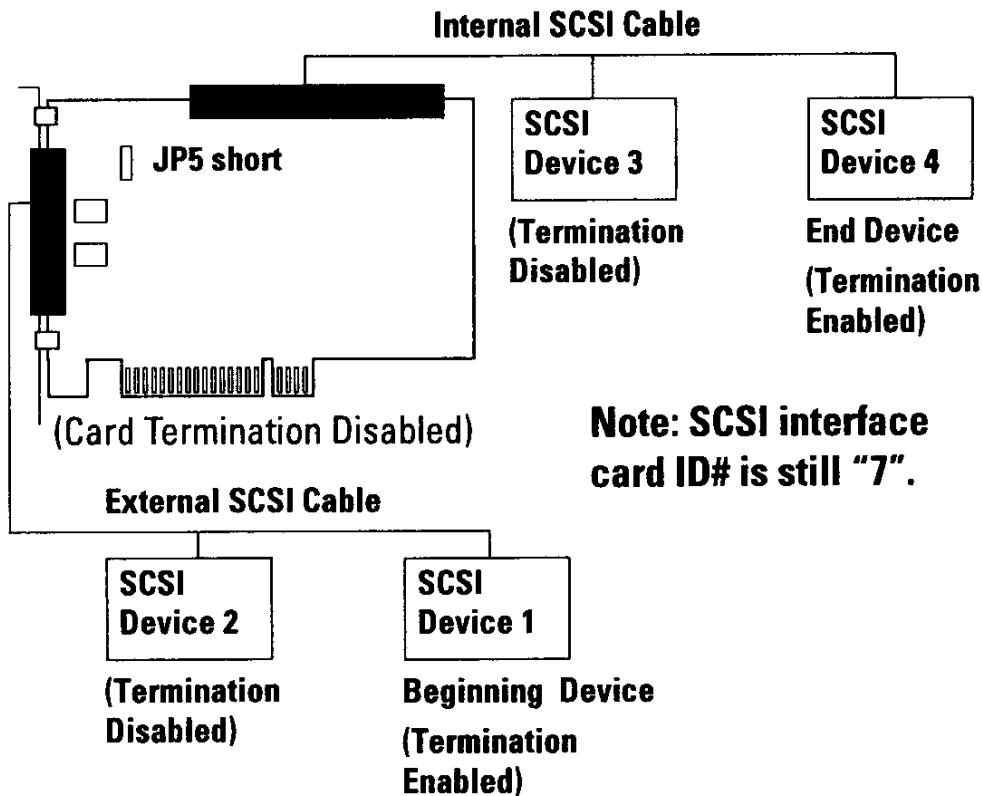 Internal SCSI Cable
JP5 short
SCSI
Device 3
(Termination
Disabled)
SCSI
Device 4
End Device
(Termination
Enabled)
(Card Termination Disabled)
Note: SCSI interface
card ID# is still "7".
External SCSI Cable
SCSI
Device 2
(Termination
Disabled)
SCSI
Device 1
Beginning Device
(Termination
Enabled)